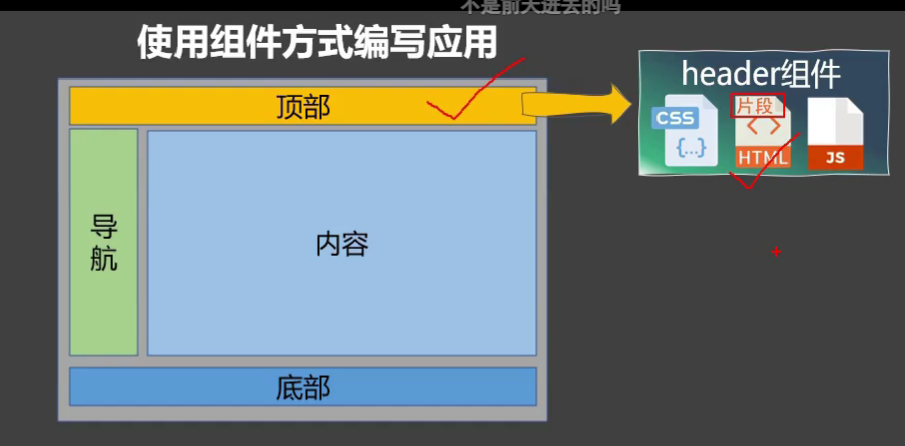 不是前天进去的吗
使用组件方式编写应用
顶部
导航
内容
底部
header组件
CSS
{...}
片段
<>
HTML
JS